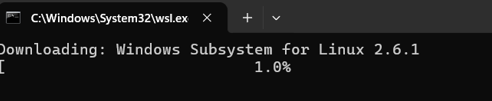 C:\Windows\System32\wsl.ex
Downloading: Windows Subsystem for Linux 2.6.1
[ 1.0%